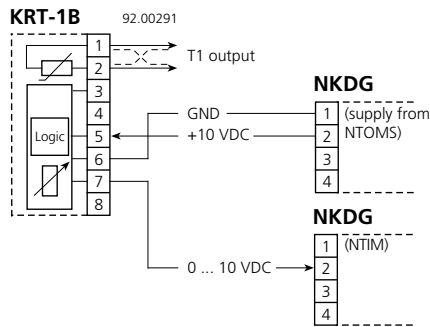 KRT-1B 92.00291
1
2
3
4
5
6
7
8
Logic
T1 output
GND
+10 VDC
0 ... 10 VDC
NKDG
1 (supply from
2 NTOMS)
3
4
NKDG
1 (NTIM)
2
3
4